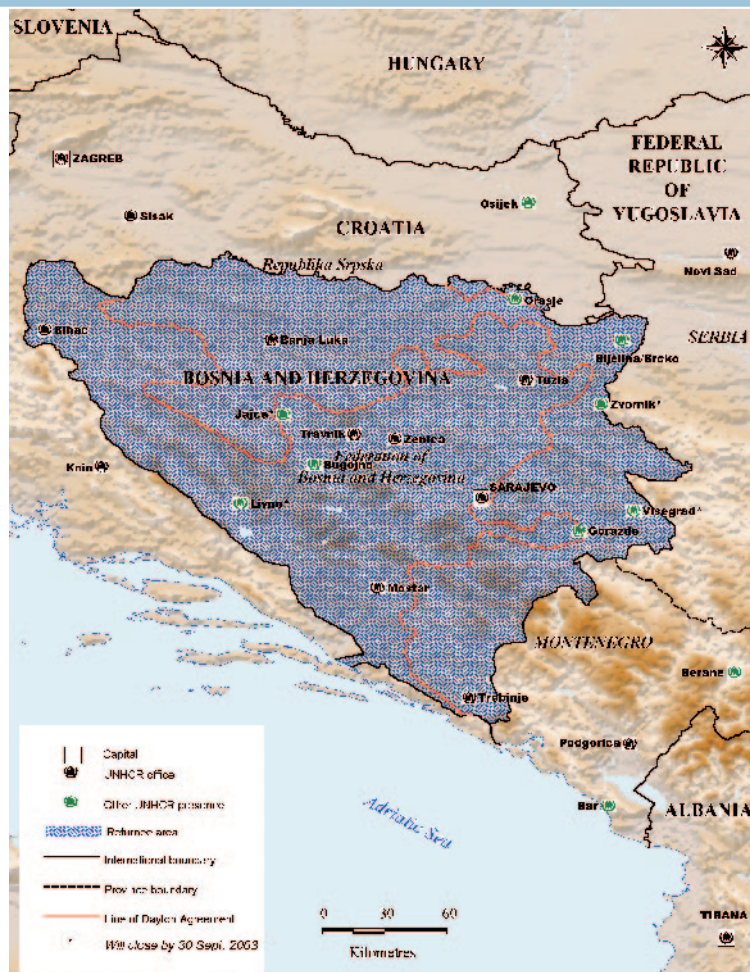 SLOVENIA
HUNGARY
ZAGREB
FEDERAL
REPUBLIC
OF
YUGOSLAVIA
Osijek
Sisak
CROATIA
Novi Sad
Republika Srpska
Orasje
Bihac
Banja Luka
SERBIA
Bijelina/Brcko
BOSNIA AND HERZEGOVINA
Tuzla
Zvornik*
Jajce*
Travnik
Zenica
Knin
Bugojno
Federation of
Bosnia and Herzegovina
SARAJEVO
Livno*
Visegrad*
Gorazde
Mostar
MONTENEGRO
Berane
Trebinje
Podgorica
Bar
ALBANIA
Adriatic Sea
TIRANA
Capital
UNHCR office
Other UNHCR presence
Returnee area
International boundary
Province boundary
Line of Dayton Agreement
* Will close by 30 Sept. 2003
0 30 60
Kilometres